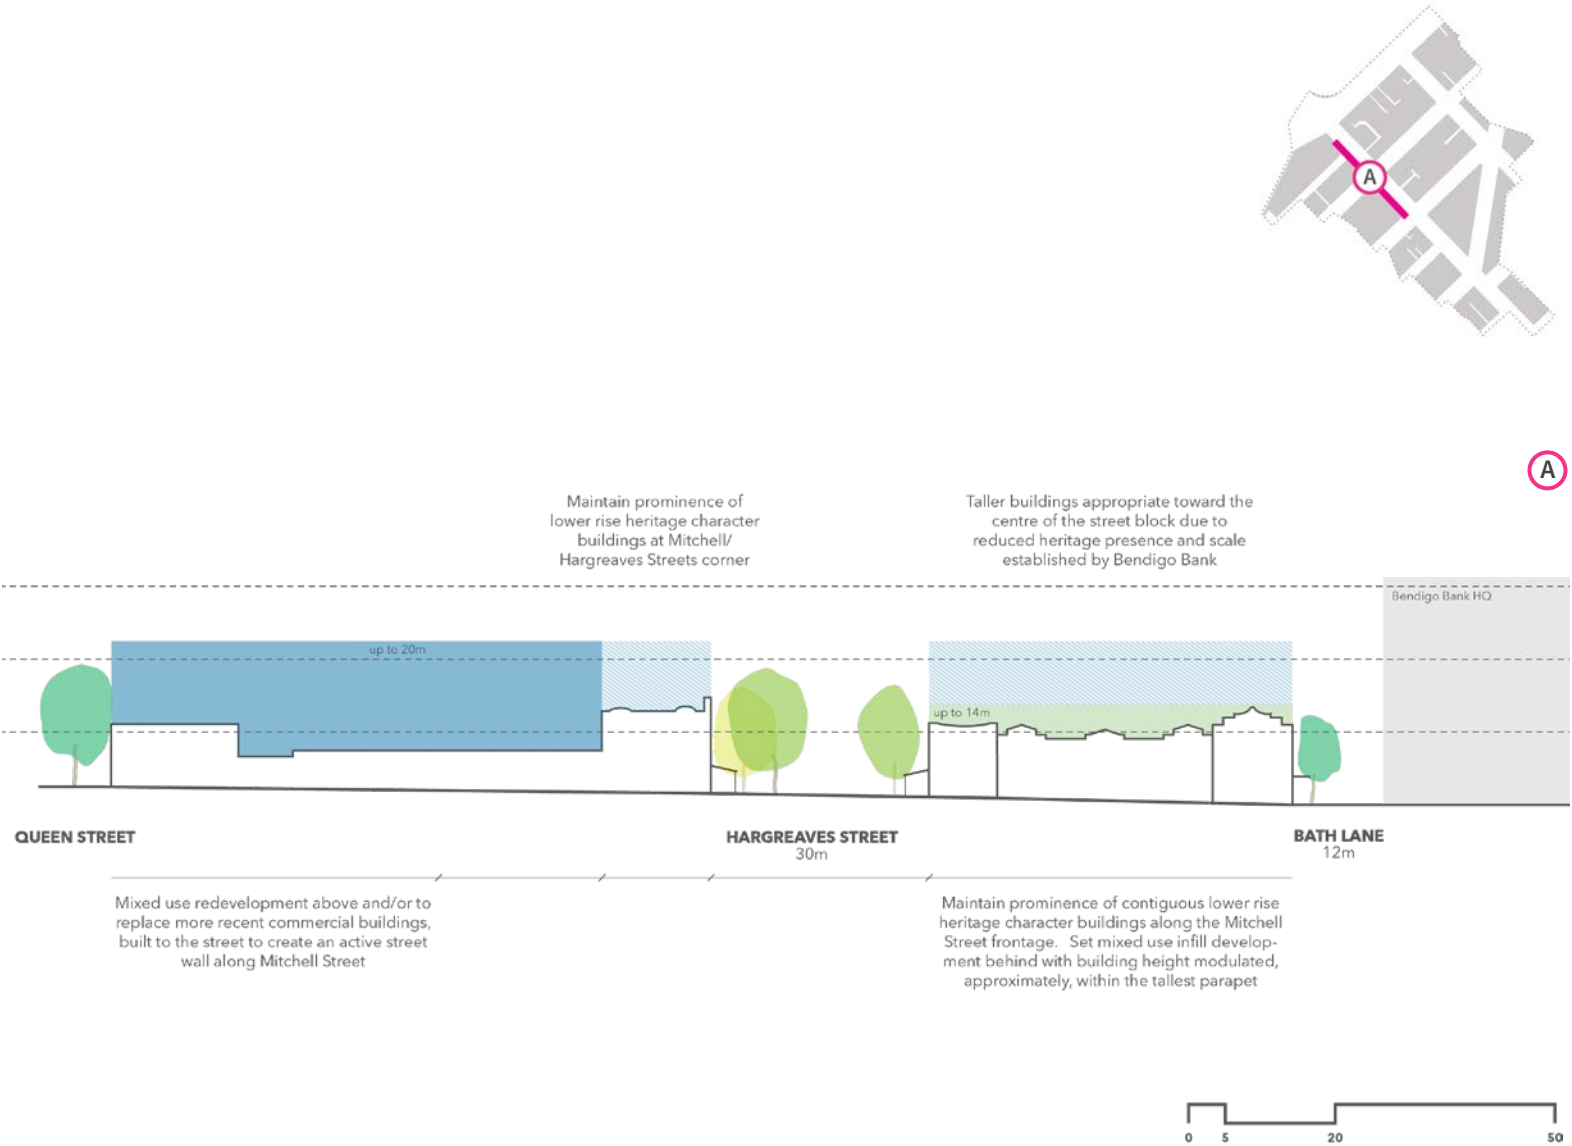 A
A
Maintain prominence of
lower rise heritage character
buildings at Mitchell/
Hargreaves Streets corner
Taller buildings appropriate toward the
centre of the street block due to
reduced heritage presence and scale
established by Bendigo Bank
Bendigo Bank HQ
up to 20m
up to 14m
QUEEN STREET
HARGREAVES STREET
30m
BATH LANE
12m
Mixed use redevelopment above and/or to
replace more recent commercial buildings,
built to the street to create an active street
wall along Mitchell Street
Maintain prominence of contiguous lower rise
heritage character buildings along the Mitchell
Street frontage. Set mixed use infill develop-
ment behind with building height modulated,
approximately, within the tallest parapet
0 5 20 50